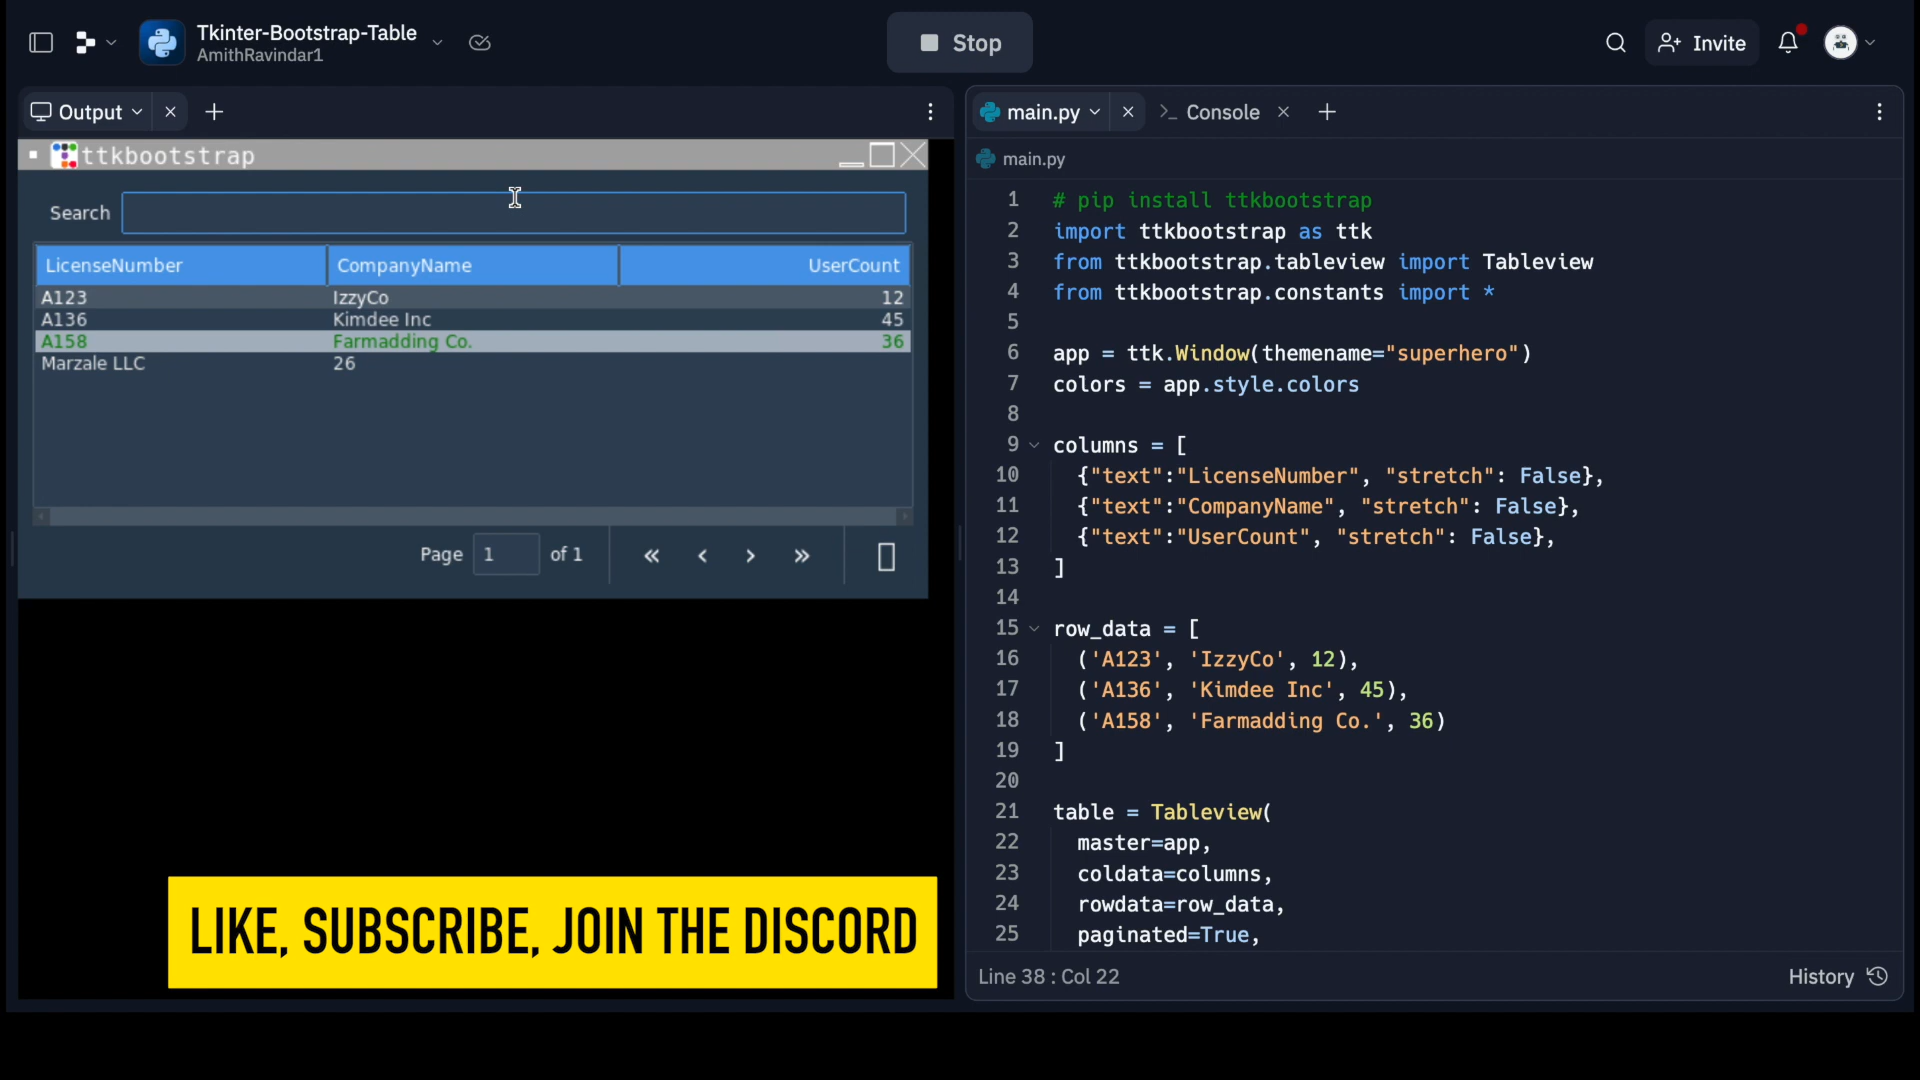 Tkinter-Bootstrap-Table
AmithRavindar1
Stop
Invite
Output
ttkbootstrap
Search
LicenseNumber CompanyName UserCount
A123 IzzyCo 12
A136 Kimdee Inc 45
A158 Farmadding Co. 36
Marzale LLC 26
Page 1 of 1 « ‹ › »
LIKE, SUBSCRIBE, JOIN THE DISCORD
main.py Console
main.py
1 # pip install ttkbootstrap
2 import ttkbootstrap as ttk
3 from ttkbootstrap.tableview import Tableview
4 from ttkbootstrap.constants import *
5
6 app = ttk.Window(themename="superhero")
7 colors = app.style.colors
8
9 columns = [
10 {"text":"LicenseNumber", "stretch": False},
11 {"text":"CompanyName", "stretch": False},
12 {"text":"UserCount", "stretch": False},
13 ]
14
15 row_data = [
16 ('A123', 'IzzyCo', 12),
17 ('A136', 'Kimdee Inc', 45),
18 ('A158', 'Farmadding Co.', 36)
19 ]
20
21 table = Tableview(
22 master=app,
23 coldata=columns,
24 rowdata=row_data,
25 paginated=True,
Line 38 : Col 22
History